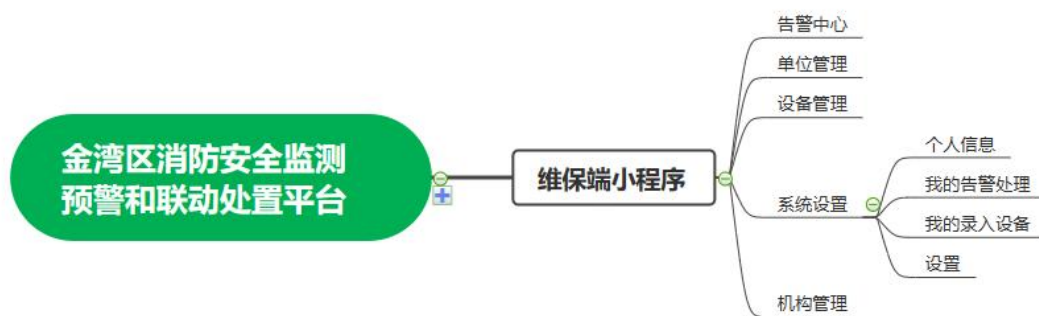 金湾区消防安全监测
预警和联动处置平台
维保端小程序
告警中心
单位管理
设备管理
系统设置
个人信息
我的告警处理
我的录入设备
设置
机构管理